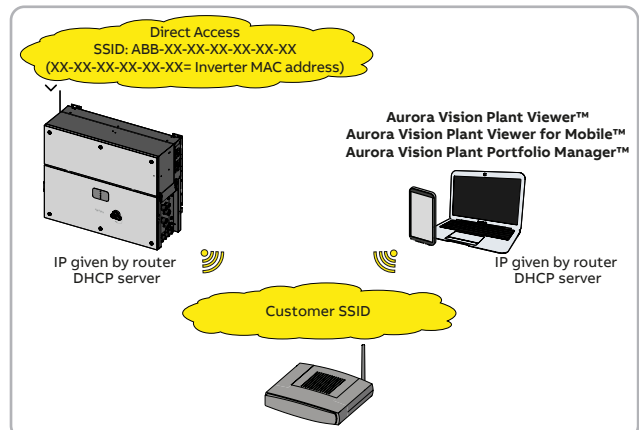 Direct Access
SSID: ABB-XX-XX-XX-XX-XX-XX
(XX-XX-XX-XX-XX-XX= Inverter MAC address)
Aurora Vision Plant Viewer™
Aurora Vision Plant Viewer for Mobile™
Aurora Vision Plant Portfolio Manager™
IP given by router
DHCP server
IP given by router
DHCP server
Customer SSID